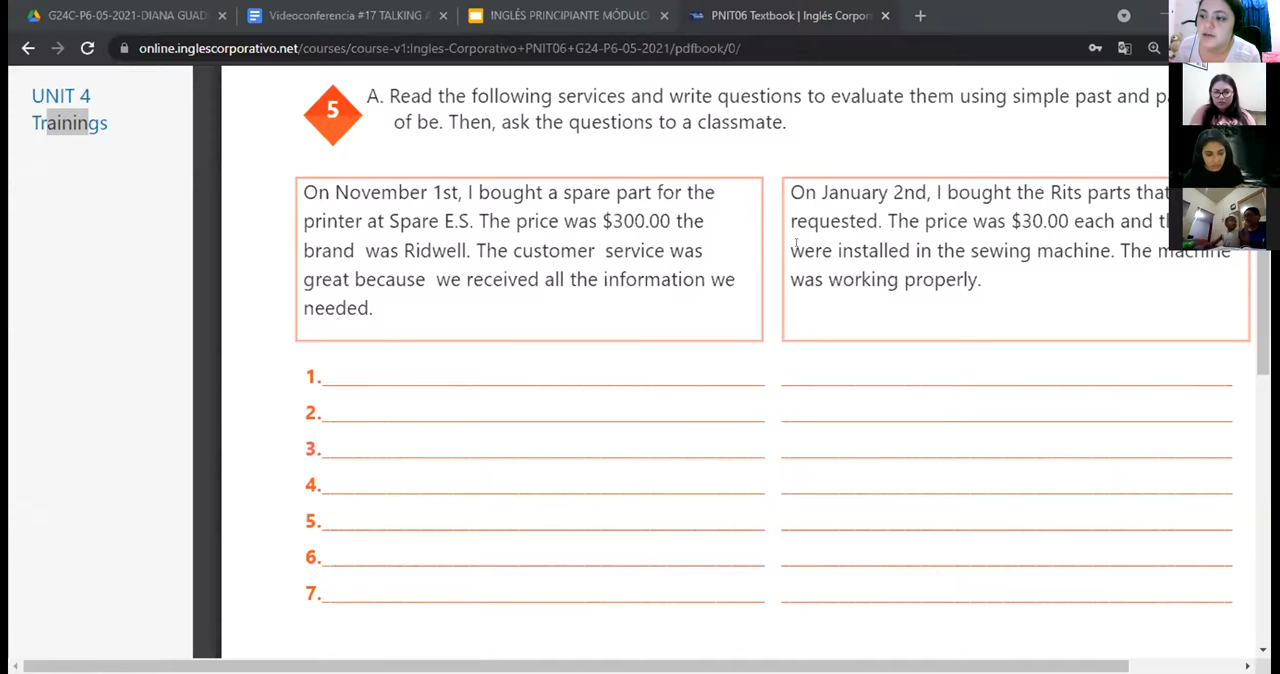 G24C-P6-05-2021-DIANA GUAD
Videoconferencia #17 TALKING A
INGLÉS PRINCIPIANTE MÓDULO
PNIT06 Textbook | Inglés Corpor
online.inglescorporativo.net/courses/course-v1:Ingles-Corporativo+PNIT06+G24-P6-05-2021/pdfbook/0/
UNIT 4
Trainings
5
A. Read the following services and write questions to evaluate them using simple past and
of be. Then, ask the questions to a classmate.
On November 1st, I bought a spare part for the
printer at Spare E.S. The price was $300.00 the
brand was Ridwell. The customer service was
great because we received all the information we
needed.
On January 2nd, I bought the Rits parts that
requested. The price was $30.00 each and
were installed in the sewing machine. The machine
was working properly.
1.
2.
3.
4.
5.
6.
7.